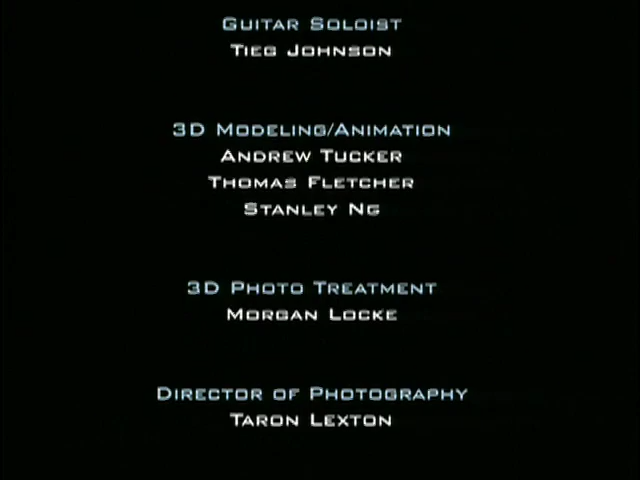 Guitar Soloist
Tieg Johnson
3D Modeling/Animation
Andrew Tucker
Thomas Fletcher
Stanley Ng
3D Photo Treatment
Morgan Locke
Director of Photography
Taron Lexton